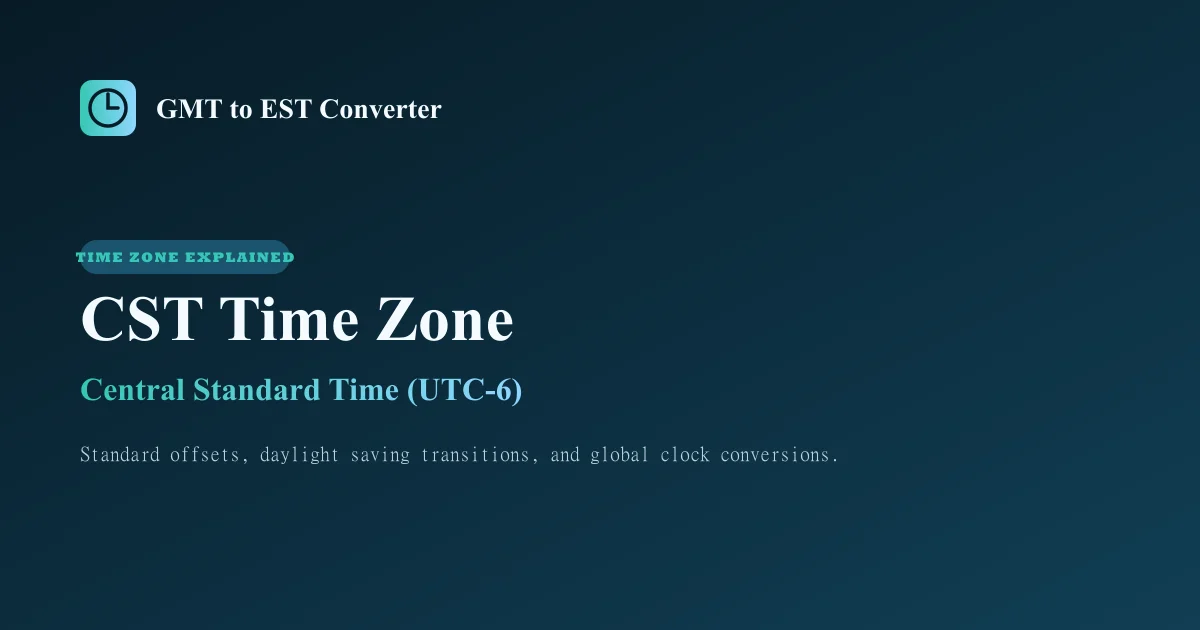 GMT to EST Converter
TIME ZONE EXPLAINED
CST Time Zone
Central Standard Time (UTC-6)
Standard offsets, daylight saving transitions, and global clock conversions.